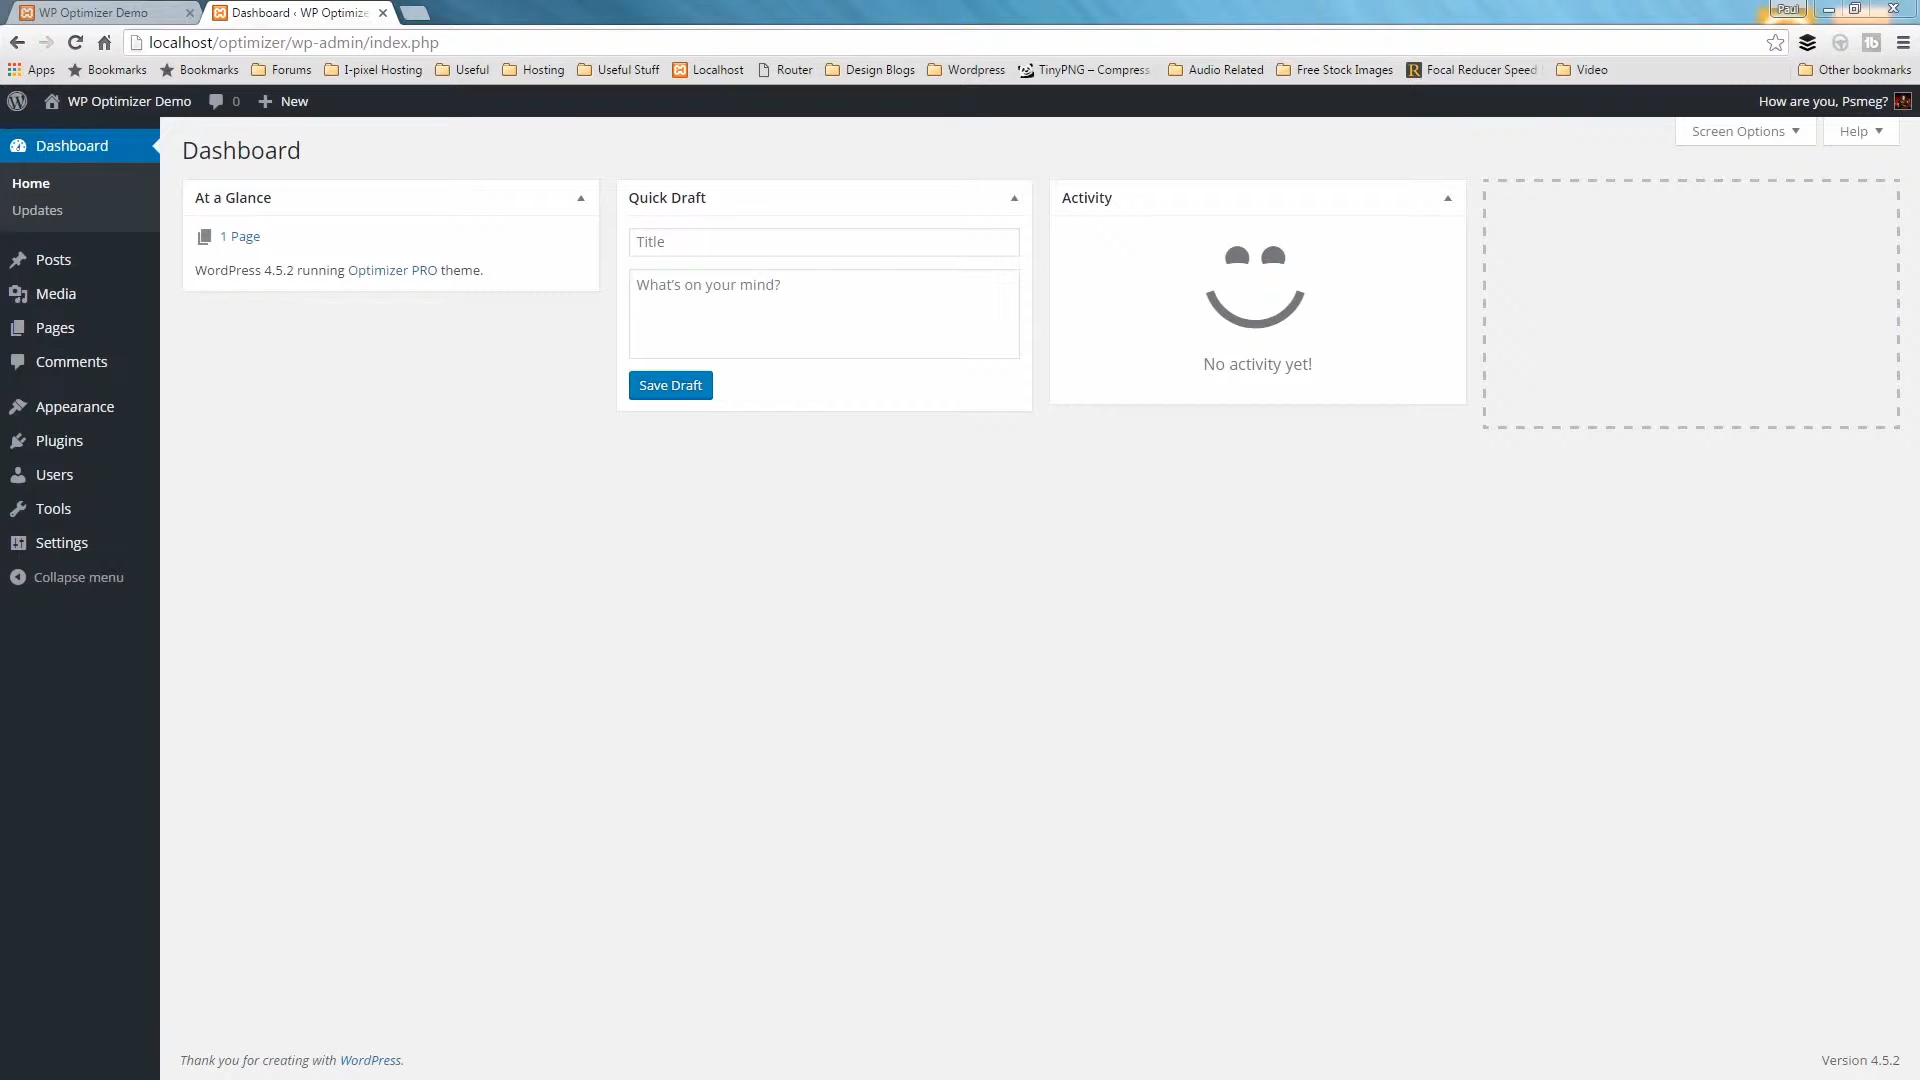 WP Optimizer Demo
Dashboard ‹ WP Optimize
Paul
localhost/optimizer/wp-admin/index.php
Apps Bookmarks Bookmarks Forums I-pixel Hosting Useful Hosting Useful Stuff Localhost Router Design Blogs Wordpress TinyPNG – Compress Audio Related Free Stock Images Focal Reducer Speed Video Other bookmarks
WP Optimizer Demo 0 New How are you, Psmeg?
Screen Options Help
Dashboard
Home
Updates
Posts
Media
Pages
Comments
Appearance
Plugins
Users
Tools
Settings
Collapse menu
Dashboard
At a Glance
1 Page
WordPress 4.5.2 running Optimizer PRO theme.
Quick Draft
Title
What's on your mind?
Save Draft
Activity
No activity yet!
Thank you for creating with WordPress.
Version 4.5.2